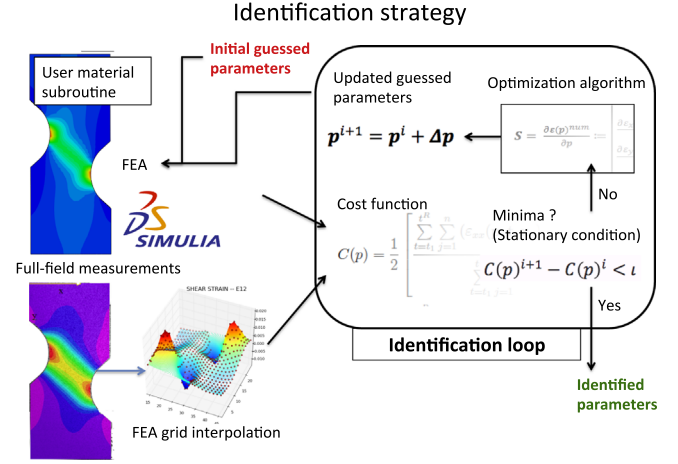 Identification strategy
Initial guessed
parameters
User material
subroutine
FEA
DS
SIMULIA
Full-field measurements
SHEAR STRAIN -- E12
FEA grid interpolation
Updated guessed
parameters
p^{i+1} = p^i + Δp
Optimization algorithm
S = ∂ε(p)^{num} / ∂p =
No
Cost function
C(p) = 1/2
Minima ?
(Stationary condition)
C(p)^{i+1} − C(p)^i <
Yes
Identification loop
Identified
parameters